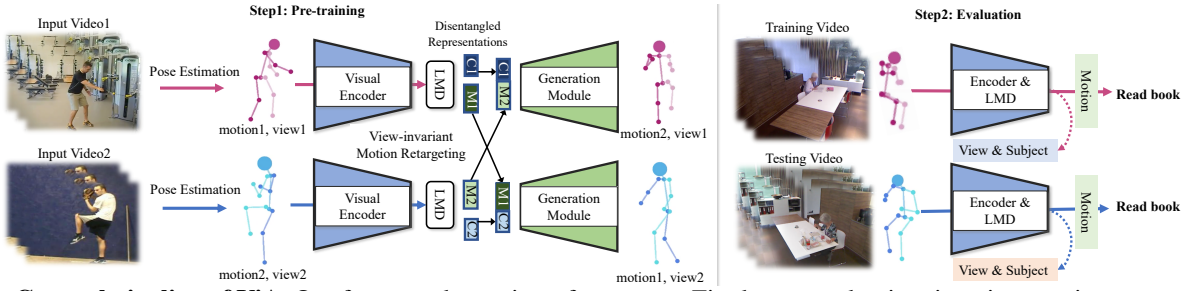 Step1: Pre-training
Input Video1
Pose Estimation
motion1, view1
Visual
Encoder
LMD
Disentangled
Representations
C1
M1
C1
M2
Generation
Module
motion2, view1
View-invariant
Motion Retargeting
Input Video2
Pose Estimation
motion2, view2
Visual
Encoder
LMD
M2
C2
M1
C2
Generation
Module
motion1, view2
Step2: Evaluation
Training Video
Encoder &
LMD
Motion
Read book
View & Subject
Testing Video
Encoder &
LMD
Motion
Read book
View & Subject